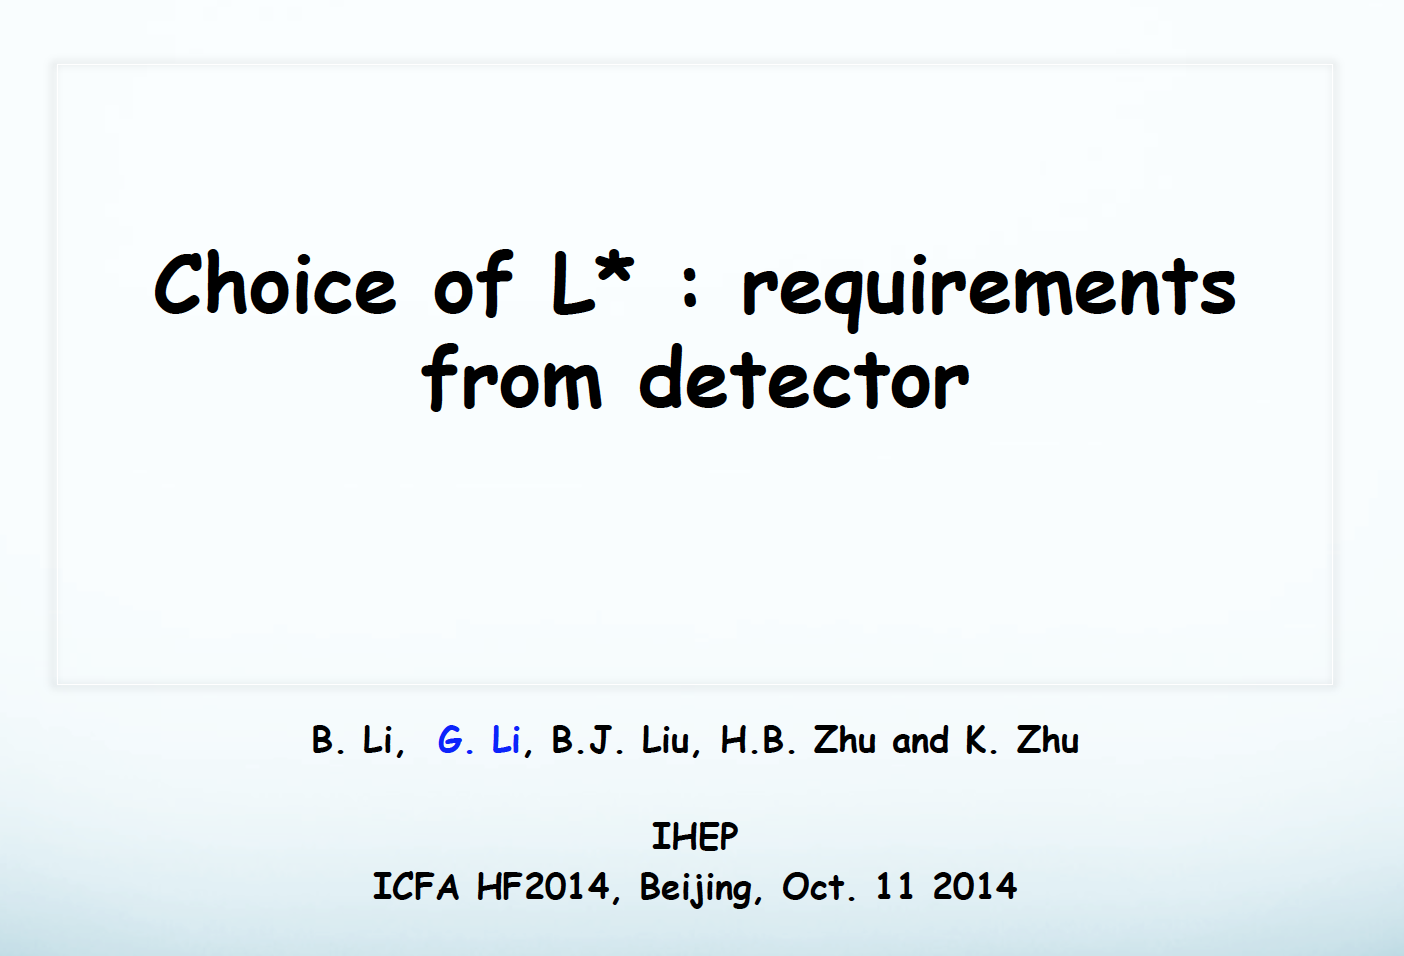 Choice of L* : requirements
from detector
B. Li, G. Li, B.J. Liu, H.B. Zhu and K. Zhu
IHEP
ICFA HF2014, Beijing, Oct. 11 2014